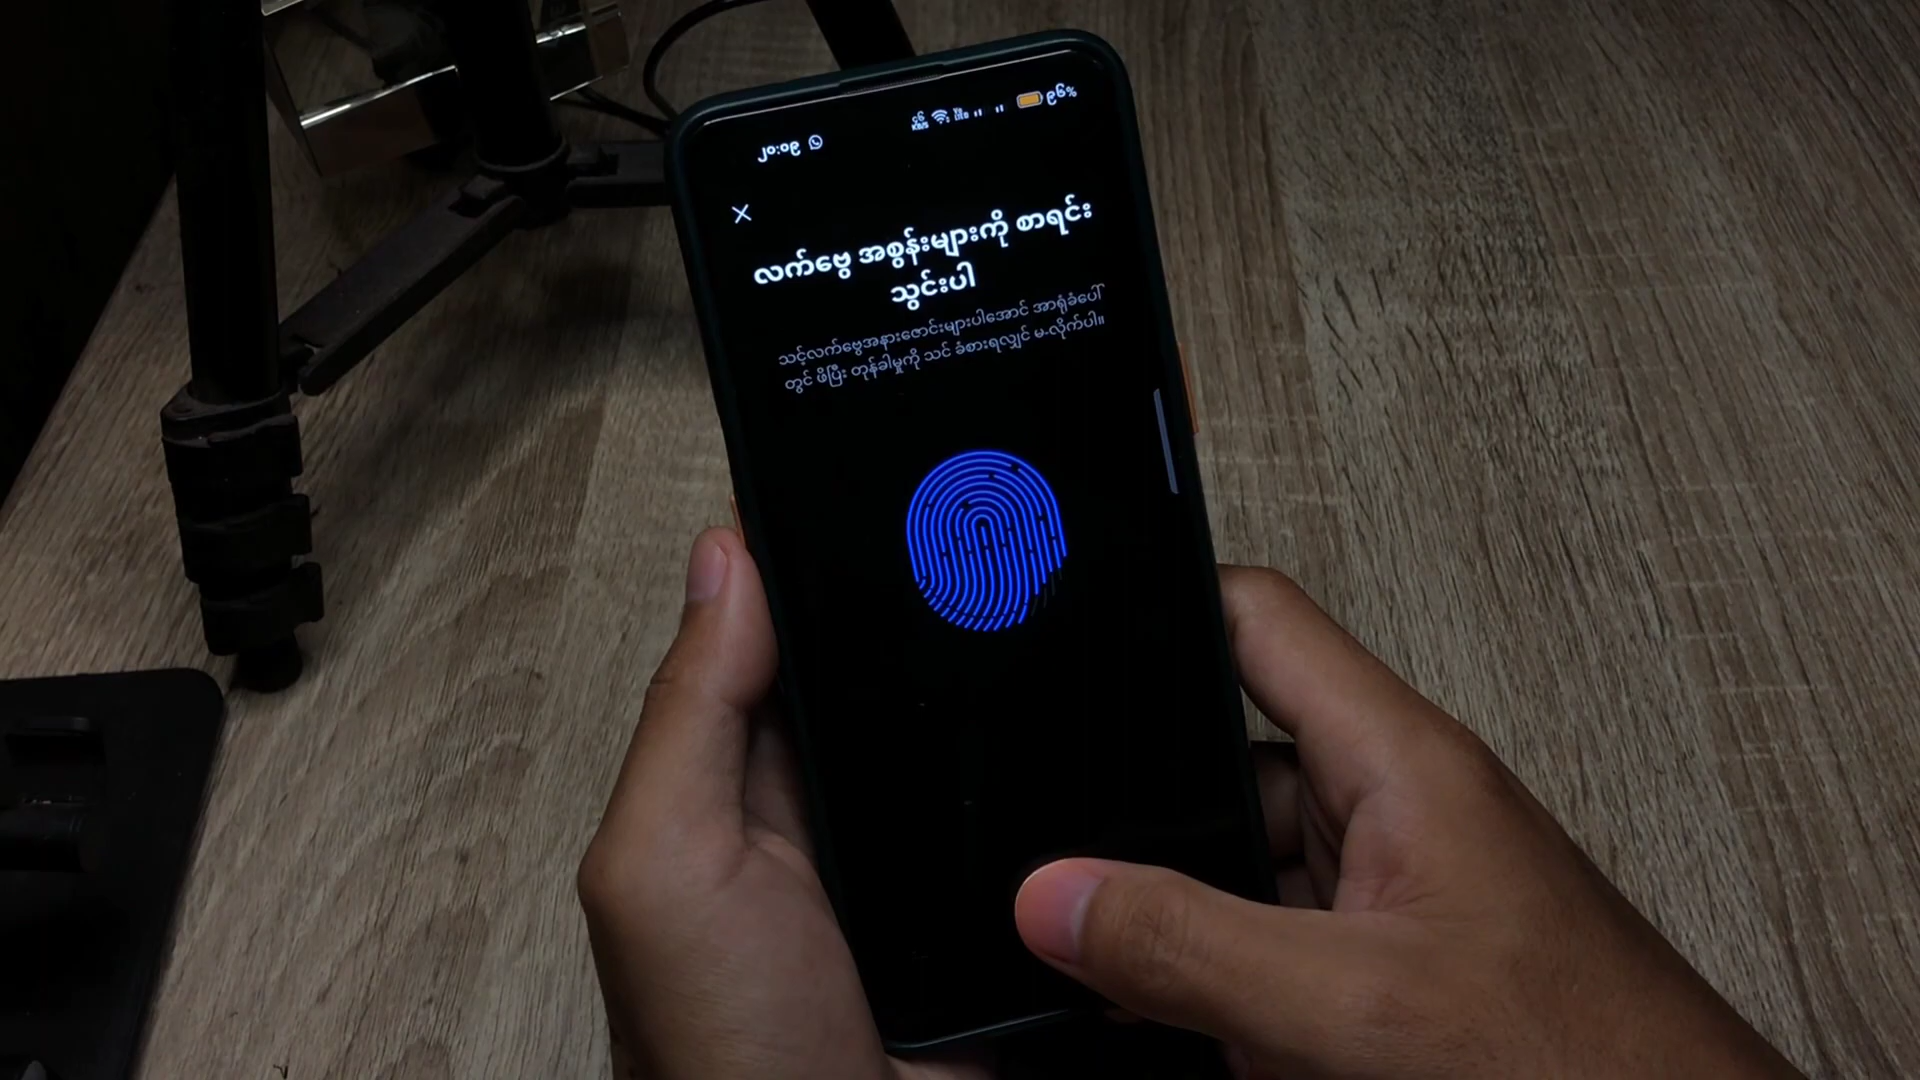 ၂၀:၀၉ ၉၆%
လက်ဗွေ အစွန်းများကို စာရင်း
သွင်းပါ
သင့်လက်ဗွေအနားစောင်းများပါအောင် အာရုံခံပေါ်
တွင် ဖိပြီး တုန်ခါမှုကို သင် ခံစားရလျှင် မ.လိုက်ပါ။